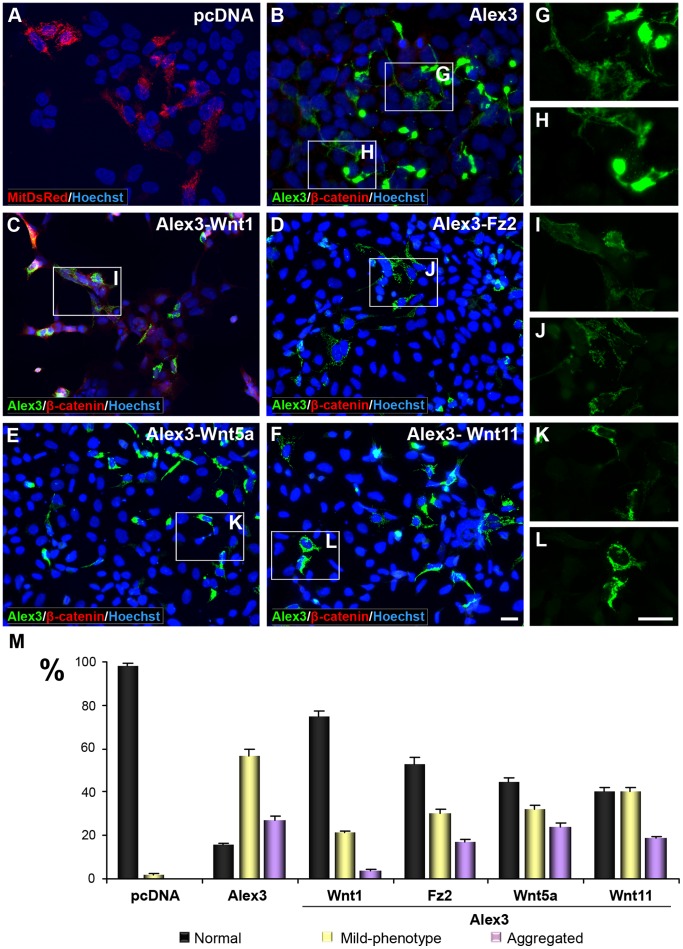 A pcDNA
MitDsRed/Hoechst
B Alex3
G
H
Alex3/β-catenin/Hoechst
G
H
C Alex3-Wnt1
I
Alex3/β-catenin/Hoechst
D Alex3-Fz2
J
Alex3/β-catenin/Hoechst
I
J
E Alex3-Wnt5a
K
Alex3/β-catenin/Hoechst
F Alex3- Wnt11
L
Alex3/β-catenin/Hoechst
K
L
M
%
100
80
60
40
20
0
pcDNA Alex3 Wnt1 Fz2 Wnt5a Wnt11
Alex3
Normal Mild-phenotype Aggregated